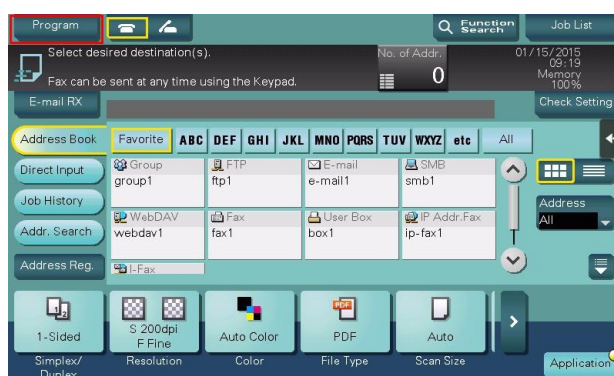 Program
Function Search
Job List
Select desired destination(s).
Fax can be sent at any time using the Keypad.
No. of Addr.
0
01/15/2015
09:19
Memory
100%
E-mail RX
Check Setting
Address Book
Favorite ABC DEF GHI JKL MNO PQRS TUV WXYZ etc All
Direct Input
Group
group1
FTP
ftp1
E-mail
e-mail1
SMB
smb1
Job History
Address
All
Addr. Search
WebDAV
webdav1
Fax
fax1
User Box
box1
IP Addr.Fax
ip-fax1
Address Reg.
I-Fax
1-Sided
S 200dpi
F Fine
Auto Color
PDF
PDF
Auto
Simplex/
Duplex
Resolution
Color
File Type
Scan Size
Application